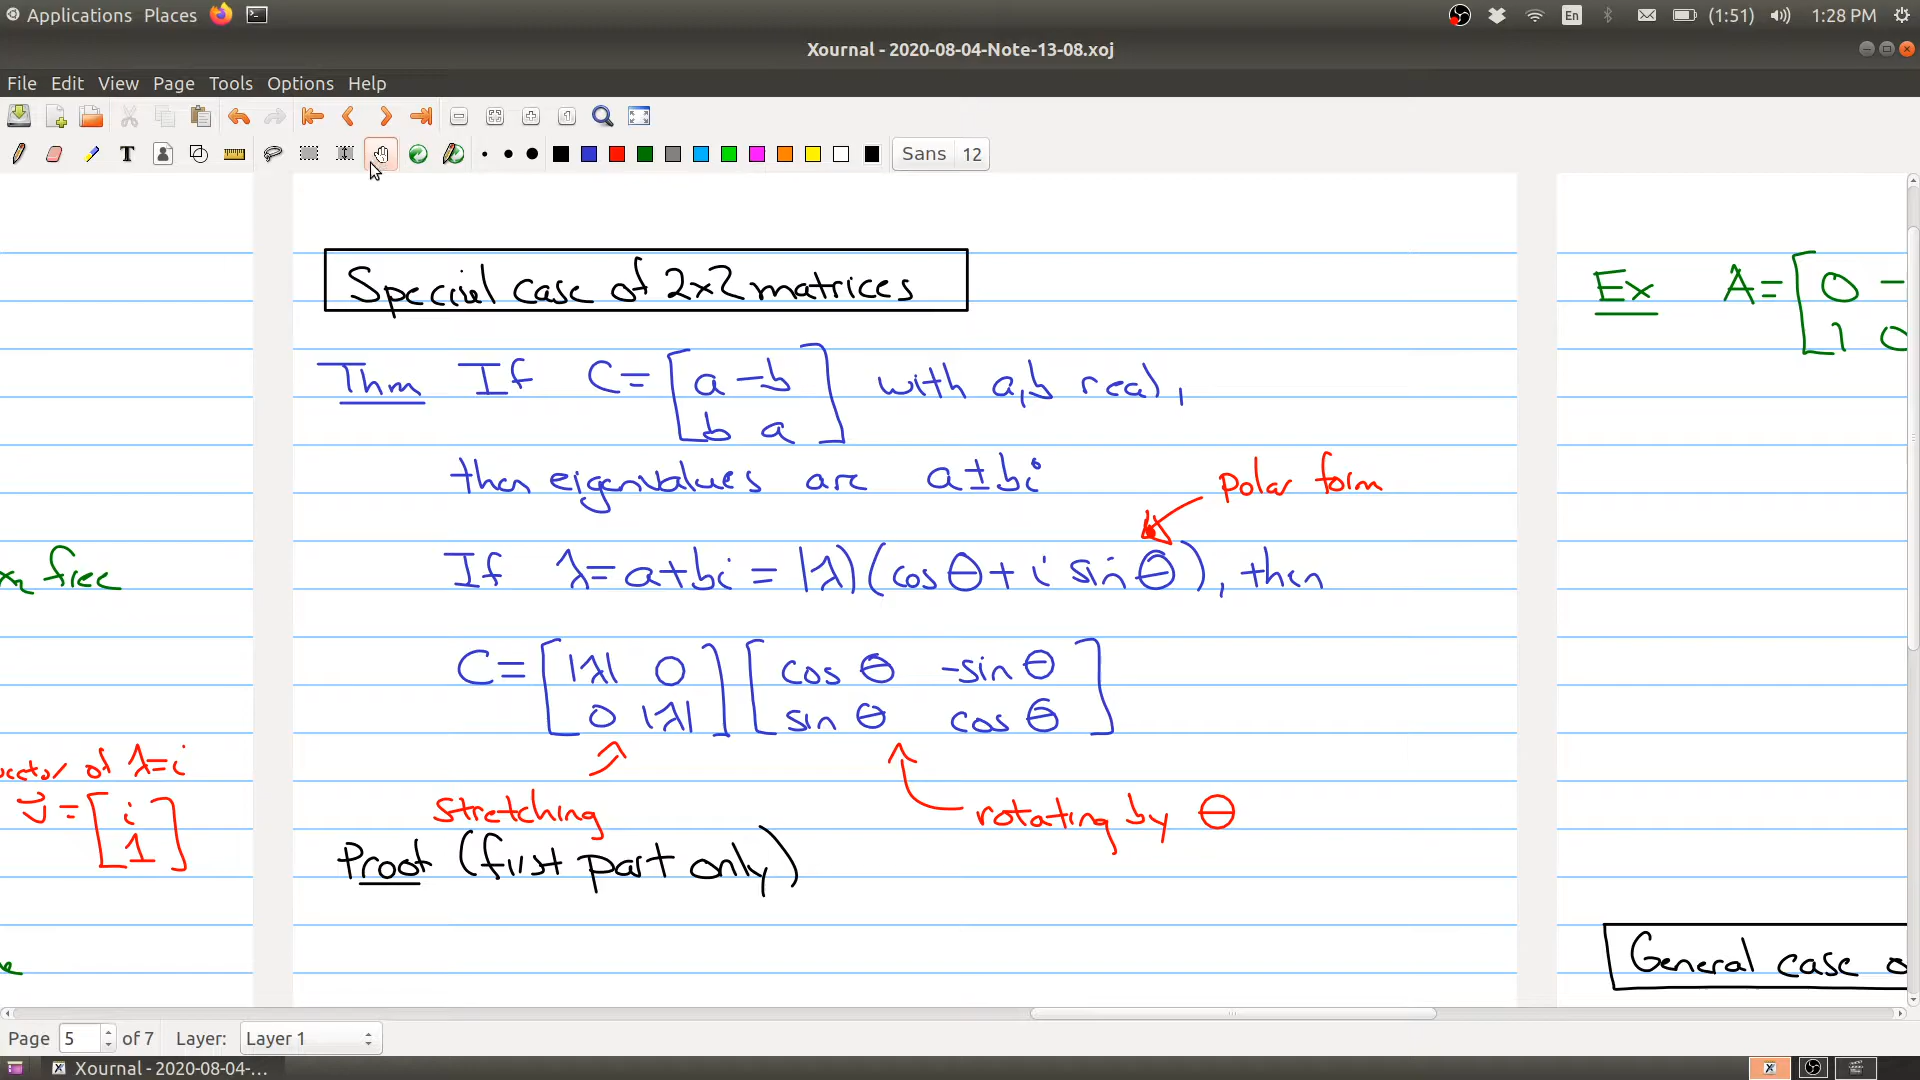 Applications Places En (1:51) 1:28 PM
Xournal - 2020-08-04-Note-13-08.xoj
File Edit View Page Tools Options Help
T Sans 12
Special case of 2x2 matrices
Thm If C = [a -b
b a] with a,b real,
then eigenvalues are a±bi
polar form
If λ=a+bi = |λ|(cos θ + i sin θ), then
C = [|λ| 0
0 |λ|] [cos θ -sin θ
sin θ cos θ]
stretching
rotating by θ
Proof (first part only)
free
of λ=i
v = [i
1]
Ex A = [0 -
1 0
General case o
Page 5 of 7 Layer: Layer 1
Xournal - 2020-08-04-...